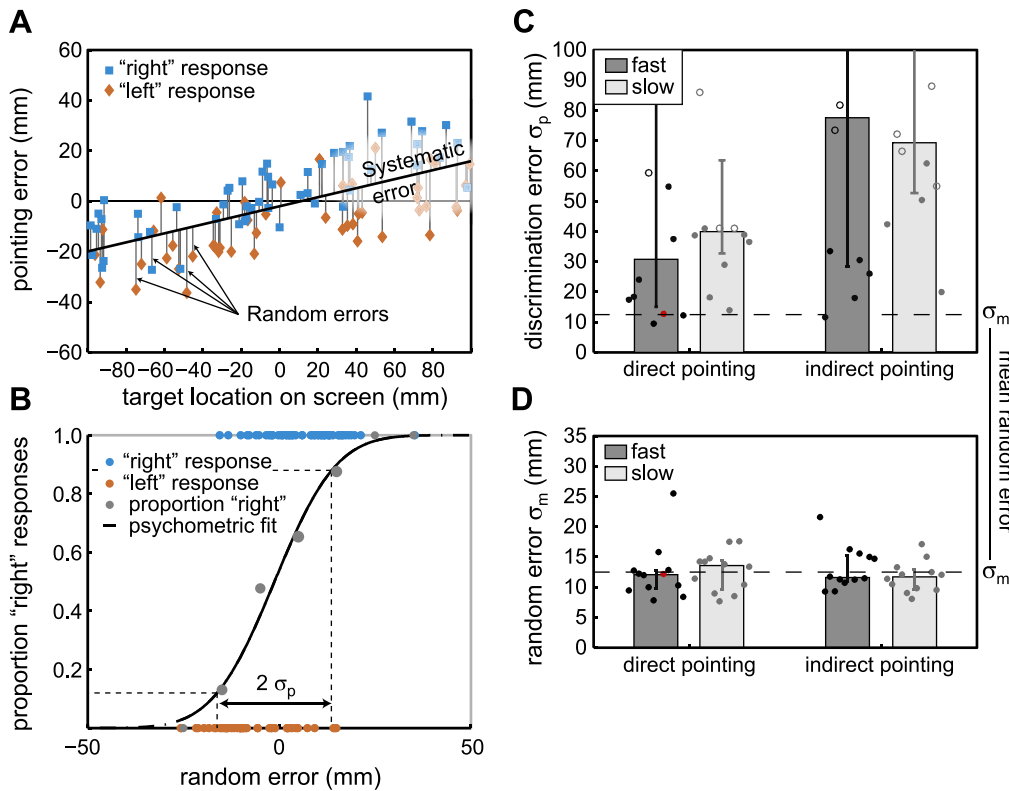 A
pointing error (mm)
60
40
20
0
−20
−40
−60
"right" response
"left" response
Systematic
error
Random errors
−80
−60
−40
−20
0
20
40
60
80
target location on screen (mm)
B
proportion "right" responses
1.0
0.8
0.6
0.4
0.2
"right" response
"left" response
proportion "right"
psychometric fit
2 σp
−50
0
50
random error (mm)
C
discrimination error σp (mm)
100
90
80
70
60
50
40
30
20
10
0
fast
slow
direct pointing
indirect pointing
σm
mean random error
σm
D
random error σm (mm)
35
30
25
20
15
10
5
0
fast
slow
direct pointing
indirect pointing